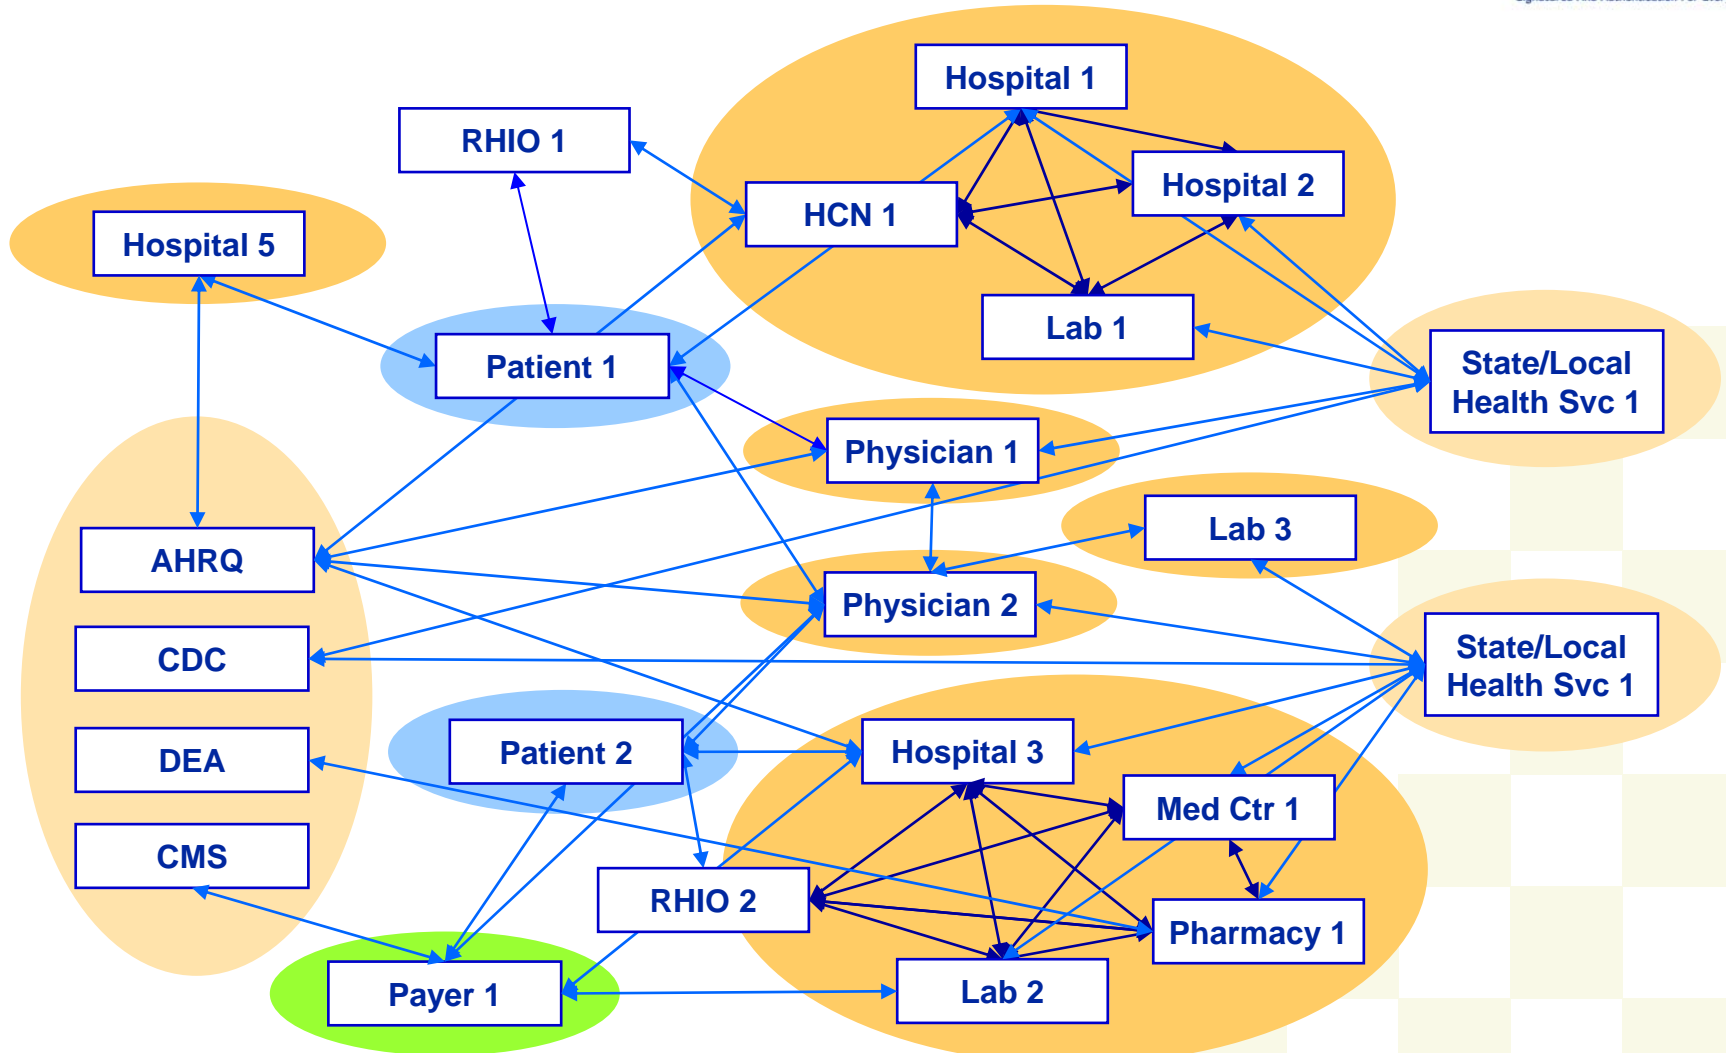 Hospital 1
RHIO 1
Hospital 2
HCN 1
Hospital 5
Lab 1
Patient 1
State/Local
Health Svc 1
Physician 1
Lab 3
AHRQ
Physician 2
CDC
State/Local
Health Svc 1
DEA
Patient 2
Hospital 3
Med Ctr 1
CMS
RHIO 2
Pharmacy 1
Payer 1
Lab 2